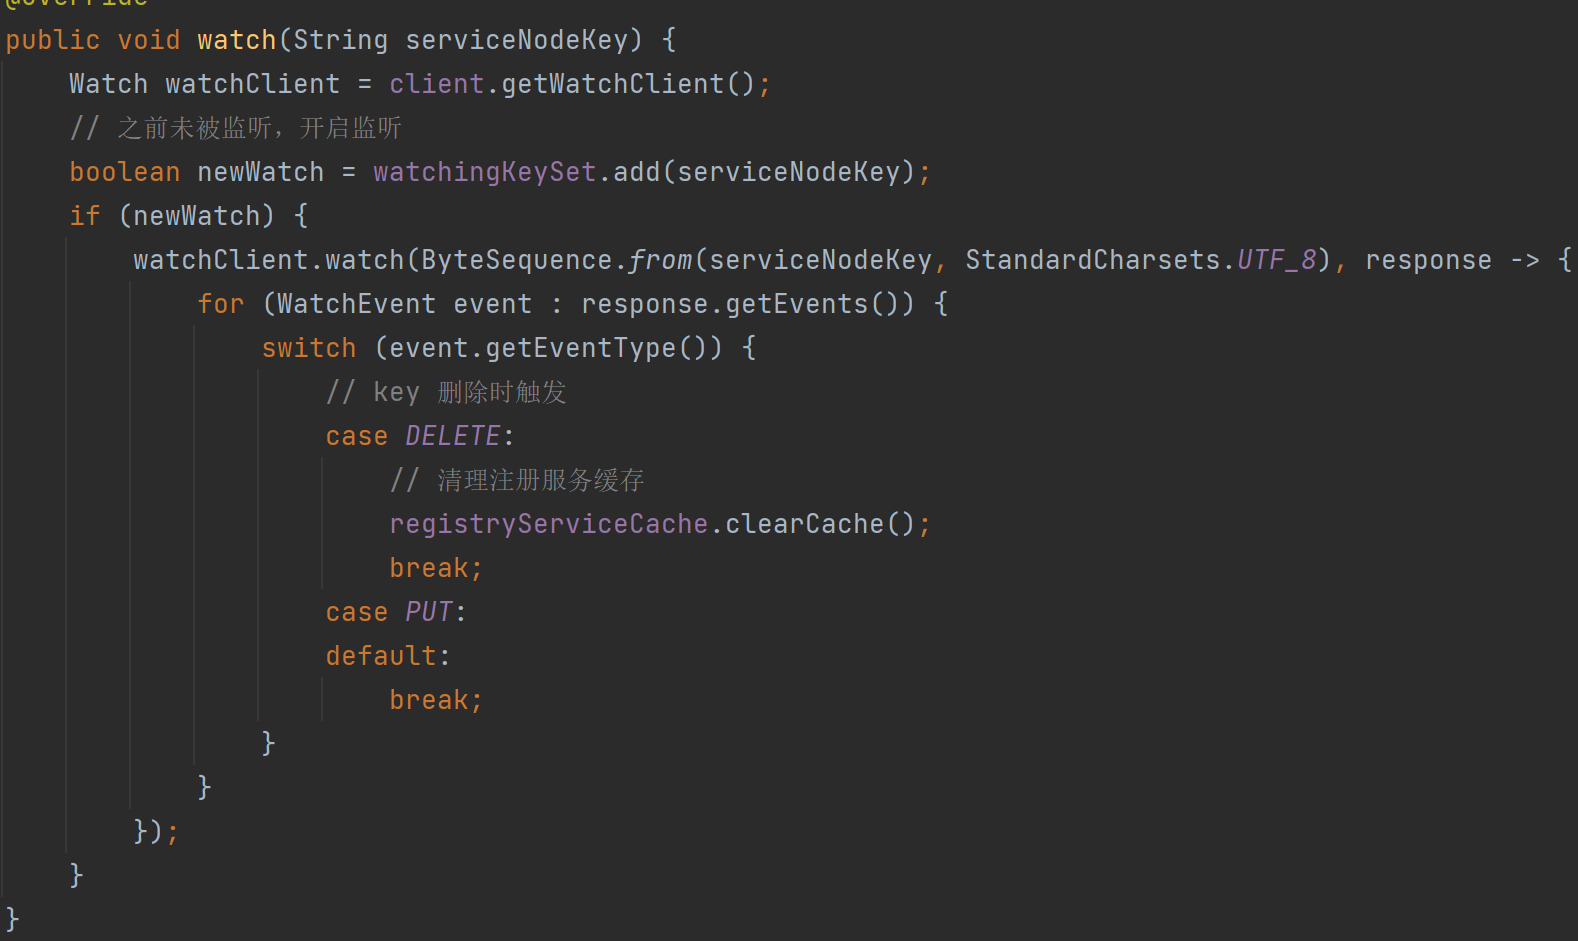 @Override
public void watch(String serviceNodeKey) {
    Watch watchClient = client.getWatchClient();
    // 之前未被监听，开启监听
    boolean newWatch = watchingKeySet.add(serviceNodeKey);
    if (newWatch) {
        watchClient.watch(ByteSequence.from(serviceNodeKey, StandardCharsets.UTF_8), response -> {
            for (WatchEvent event : response.getEvents()) {
                switch (event.getEventType()) {
                    // key 删除时触发
                    case DELETE:
                        // 清理注册服务缓存
                        registryServiceCache.clearCache();
                        break;
                    case PUT:
                    default:
                        break;
                }
            }
        });
    }
}